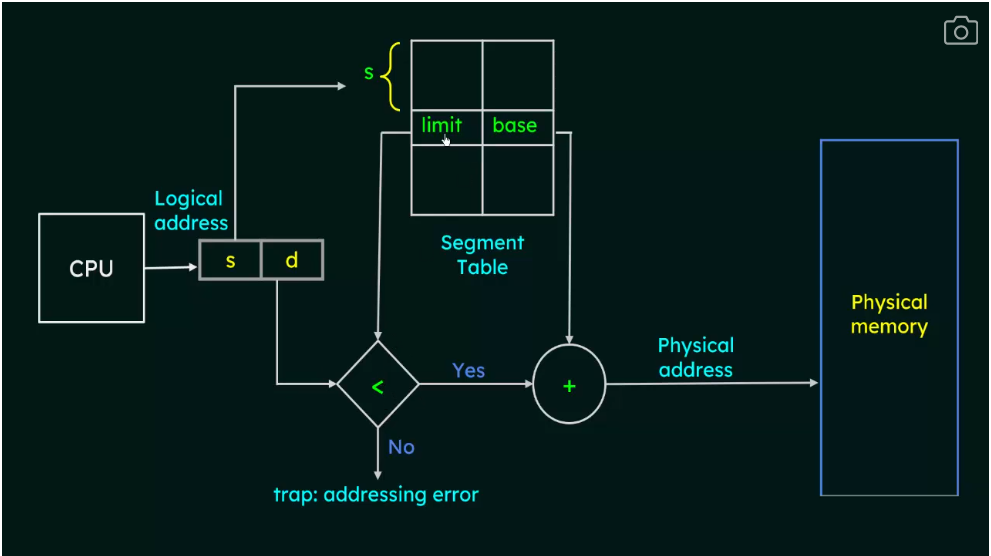 s
limit
base
Logical
address
Segment
Table
CPU
s
d
Physical
memory
Physical
address
<
Yes
+
No
trap: addressing error